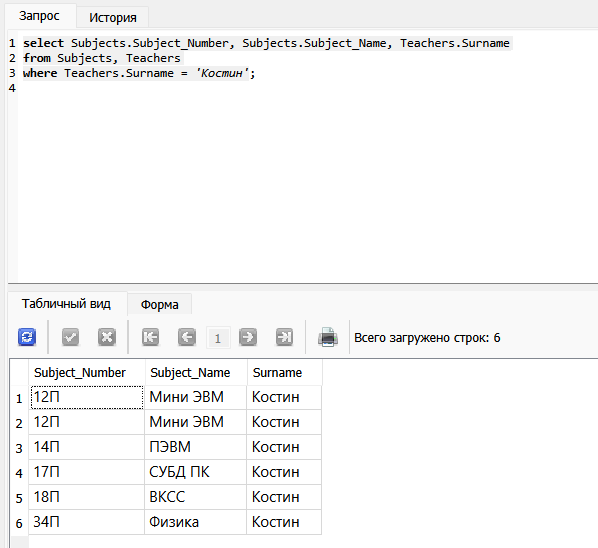 Запрос История
1 select Subjects.Subject_Number, Subjects.Subject_Name, Teachers.Surname
2 from Subjects, Teachers
3 where Teachers.Surname = 'Костин';
4
Табличный вид Форма
1 Всего загружено строк: 6
Subject_Number Subject_Name Surname
1 12П Мини ЭВМ Костин
2 12П Мини ЭВМ Костин
3 14П ПЭВМ Костин
4 17П СУБД ПК Костин
5 18П ВКСС Костин
6 34П Физика Костин